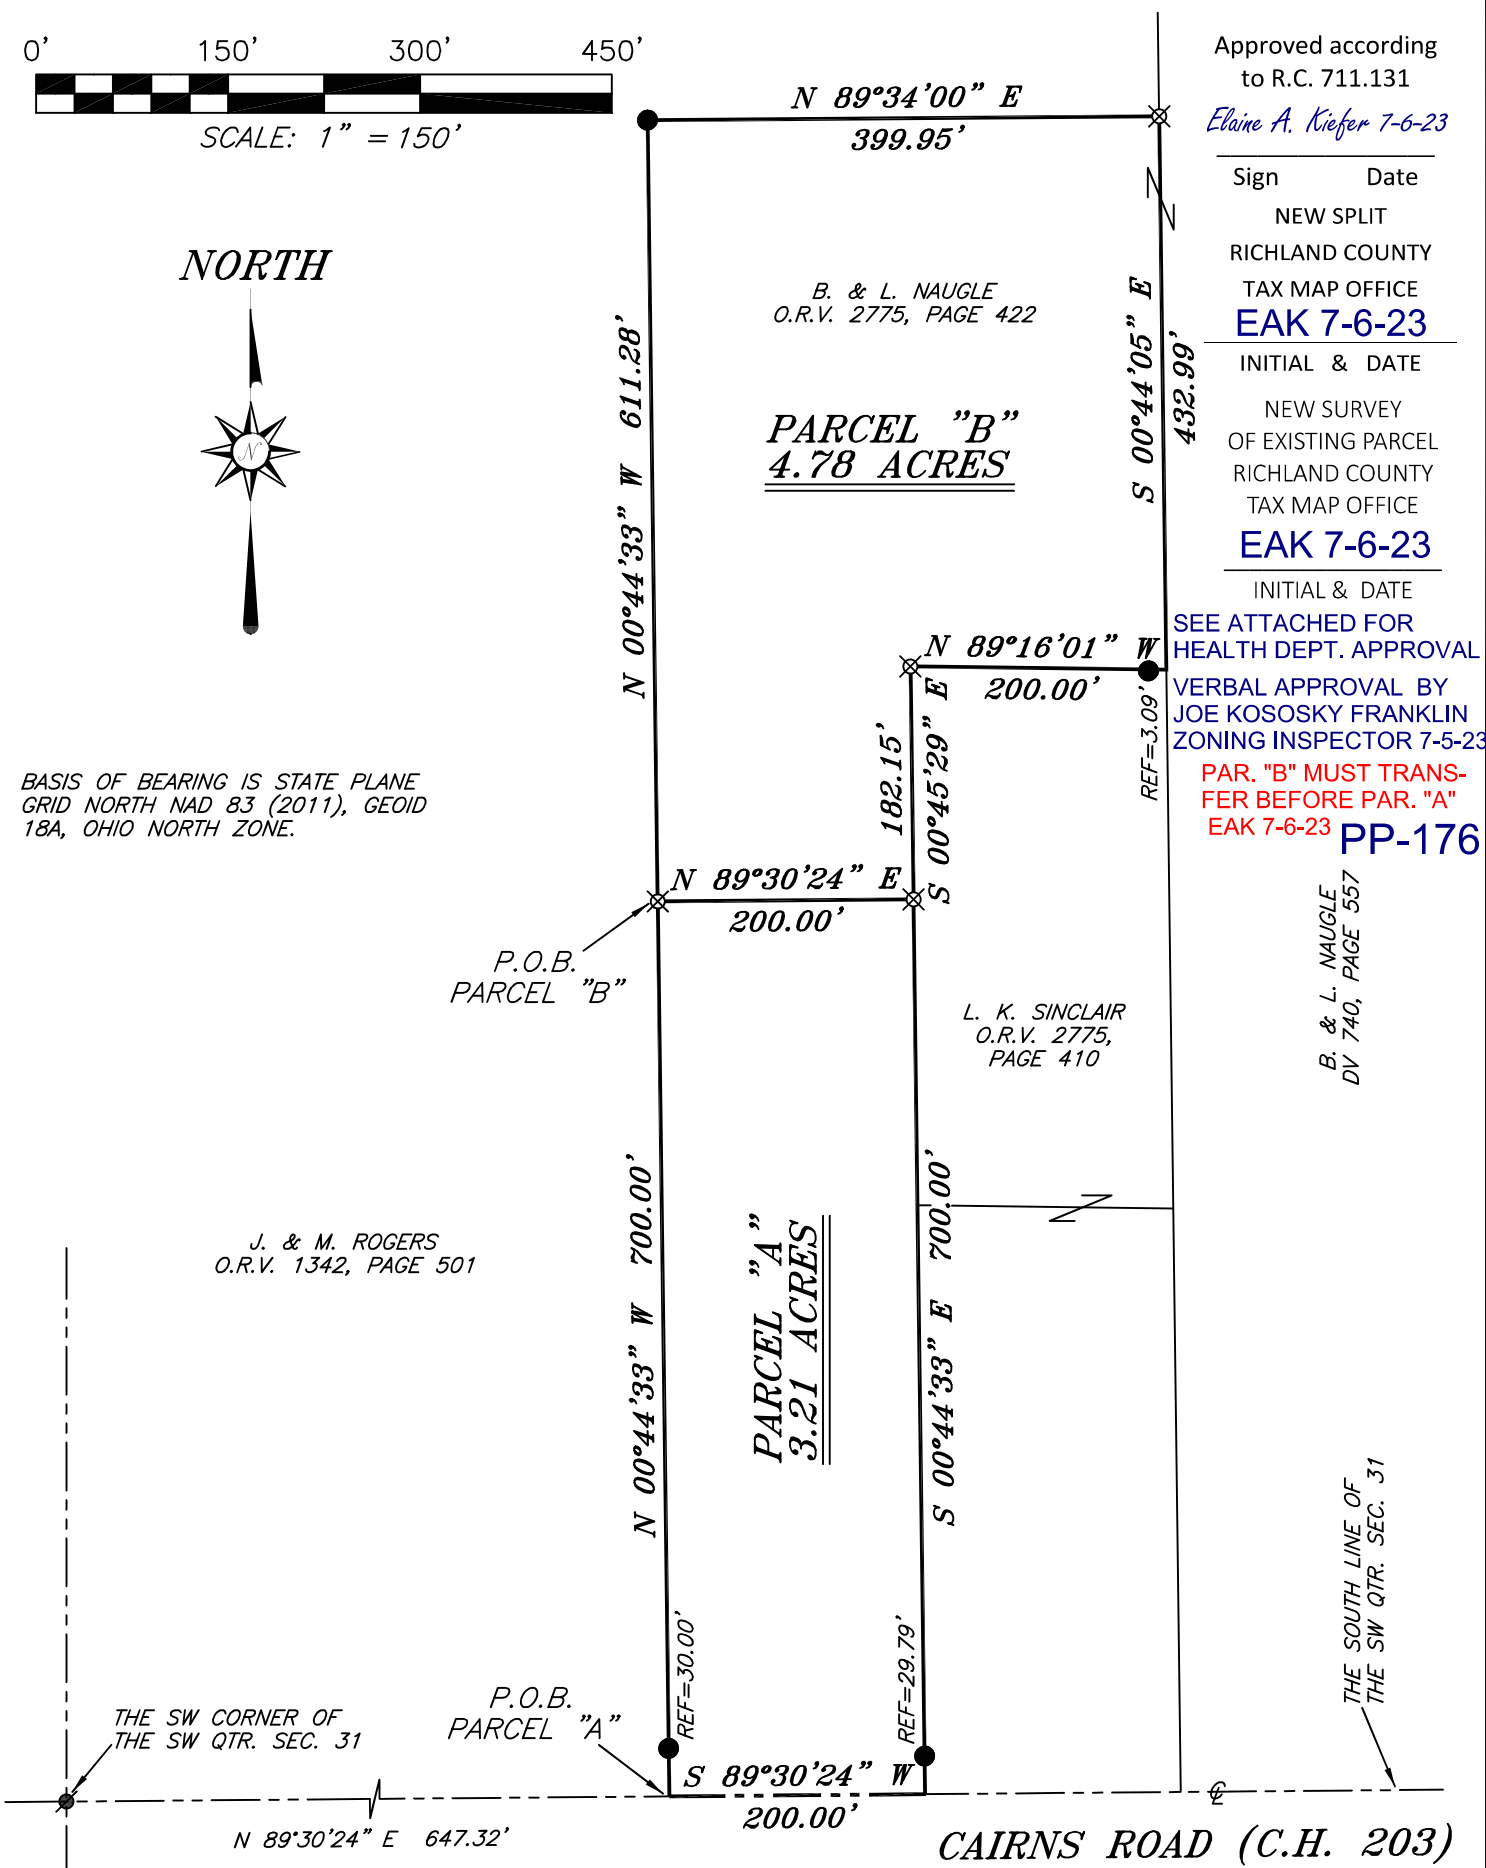 0' 150' 300' 450'
SCALE: 1" = 150'
NORTH
N
BASIS OF BEARING IS STATE PLANE
GRID NORTH NAD 83 (2011), GEOID
18A, OHIO NORTH ZONE.
N 89°34'00" E
399.95'
B. & L. NAUGLE
O.R.V. 2775, PAGE 422
PARCEL "B"
4.78 ACRES
N 00°44'33" W 611.28'
S 00°44'05" E
432.99'
N 89°16'01" W
200.00'
REF=3.09'
182.15'
S 00°45'29" E
N 89°30'24" E
200.00'
P.O.B.
PARCEL "B"
L. K. SINCLAIR
O.R.V. 2775,
PAGE 410
J. & M. ROGERS
O.R.V. 1342, PAGE 501
N 00°44'33" W 700.00'
PARCEL "A"
3.21 ACRES
S 00°44'33" E 700.00'
REF=30.00'
REF=29.79'
P.O.B.
PARCEL "A"
THE SW CORNER OF
THE SW QTR. SEC. 31
S 89°30'24" W
200.00'
N 89°30'24" E 647.32'
CAIRNS ROAD (C.H. 203)
℄
THE SOUTH LINE OF
THE SW QTR. SEC. 31
B. & L. NAUGLE
DV 740, PAGE 557
Approved according
to R.C. 711.131
Elaine A. Kiefer 7-6-23
Sign Date
NEW SPLIT
RICHLAND COUNTY
TAX MAP OFFICE
EAK 7-6-23
INITIAL & DATE
NEW SURVEY
OF EXISTING PARCEL
RICHLAND COUNTY
TAX MAP OFFICE
EAK 7-6-23
INITIAL & DATE
SEE ATTACHED FOR
HEALTH DEPT. APPROVAL
VERBAL APPROVAL BY
JOE KOSOSKY FRANKLIN
ZONING INSPECTOR 7-5-23
PAR. "B" MUST TRANS-
FER BEFORE PAR. "A"
EAK 7-6-23
PP-176